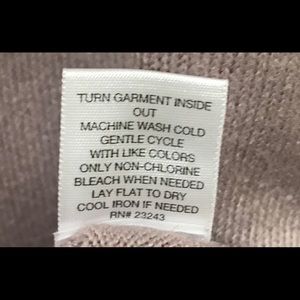 TURN GARMENT INSIDE
OUT
MACHINE WASH COLD
GENTLE CYCLE
WITH LIKE COLORS
ONLY NON-CHLORINE
BLEACH WHEN NEEDED
LAY FLAT TO DRY
COOL IRON IF NEEDED
RN# 23243